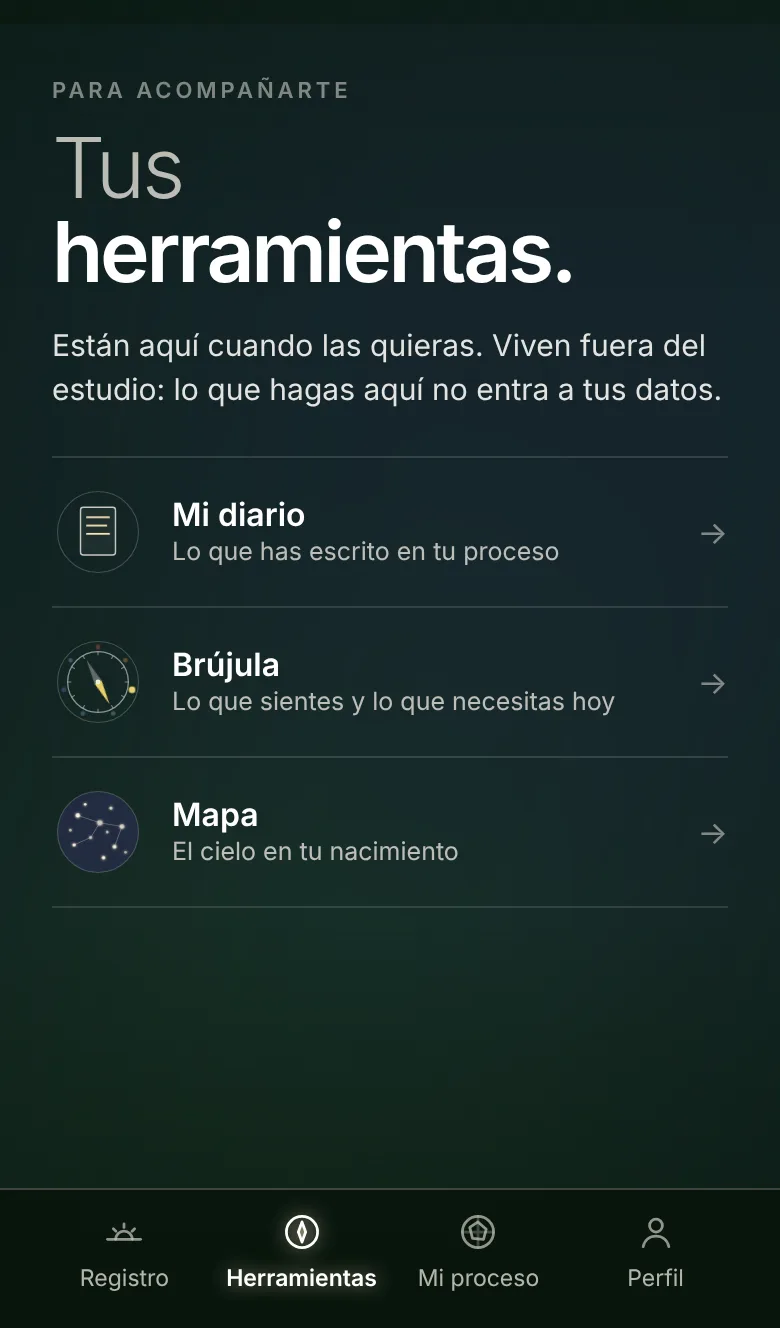 PARA ACOMPAÑARTE
Tus
herramientas.
Están aquí cuando las quieras. Viven fuera del
estudio: lo que hagas aquí no entra a tus datos.
Mi diario
Lo que has escrito en tu proceso
Brújula
Lo que sientes y lo que necesitas hoy
Mapa
El cielo en tu nacimiento
Registro
Herramientas
Mi proceso
Perfil